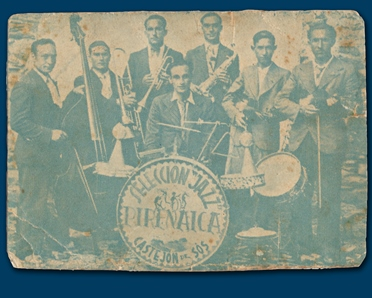 SELECCION JAZZ
PIRENAICA
CASTEJON DE SOS